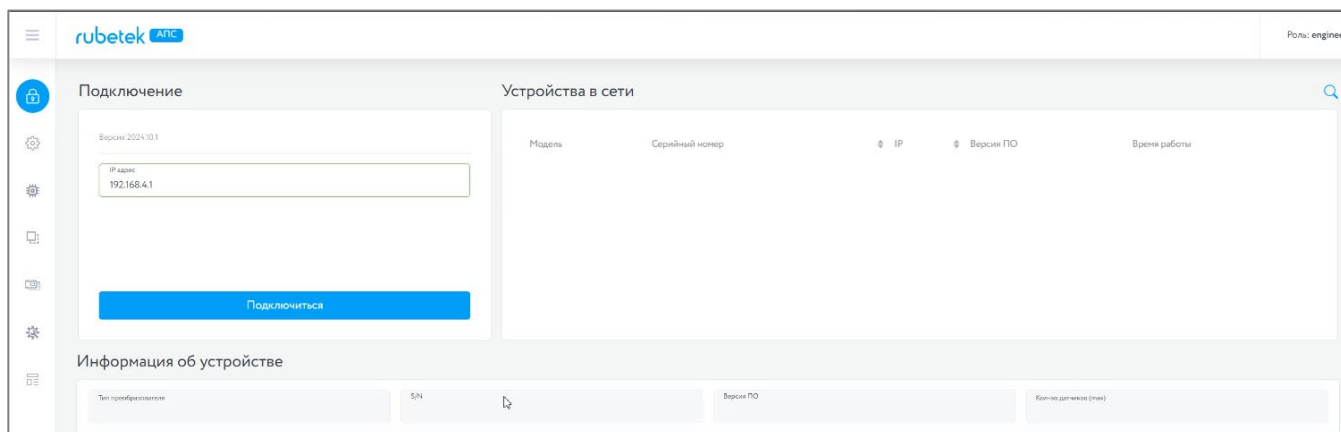 rubetek АПС
Роль: enginee
Подключение
Устройства в сети
Версия 2024.10.1
Модель Серийный номер IP Версия ПО Время работы
IP адрес
192.168.4.1
Подключиться
Информация об устройстве
Тип преобразователя S/N Версия ПО Кол-во датчиков (max)